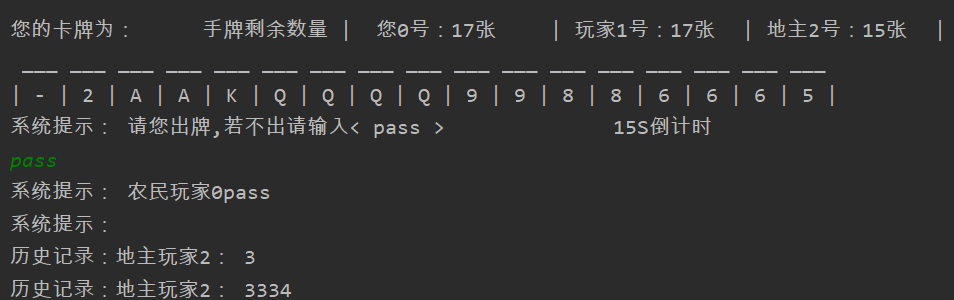 您的卡牌为： 手牌剩余数量 | 您0号：17张 | 玩家1号：17张 | 地主2号：15张 |
___ ___ ___ ___ ___ ___ ___ ___ ___ ___ ___ ___ ___ ___ ___ ___ ___
| - | 2 | A | A | K | Q | Q | Q | Q | 9 | 9 | 8 | 8 | 6 | 6 | 6 | 5 |
系统提示： 请您出牌,若不出请输入< pass > 15S倒计时
pass
系统提示： 农民玩家0pass
系统提示：
历史记录：地主玩家2： 3
历史记录：地主玩家2： 3334